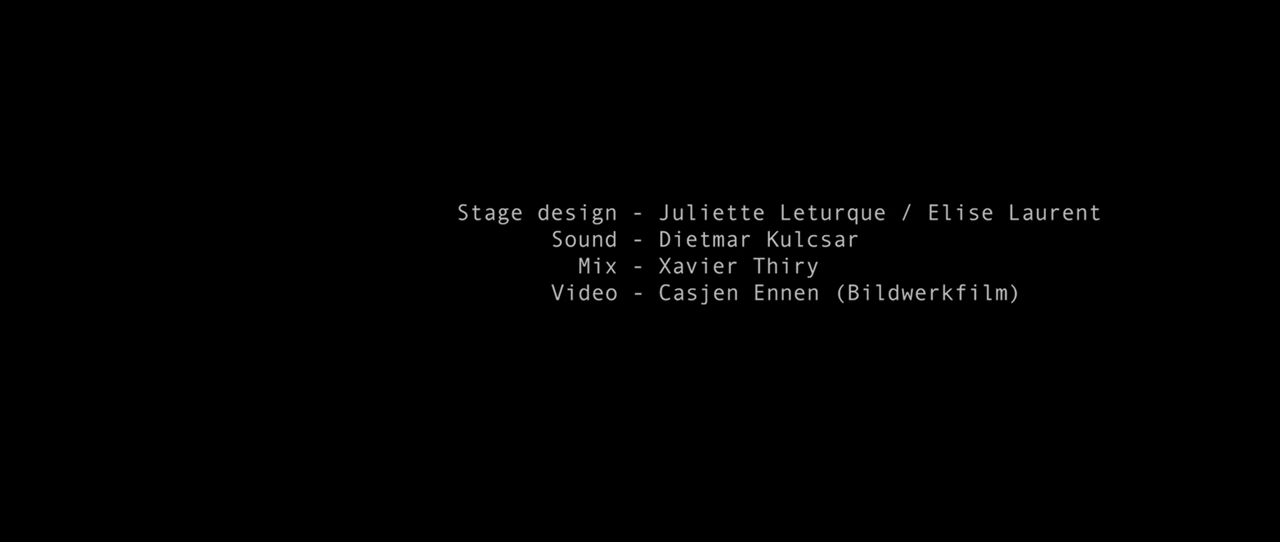 Stage design - Juliette Leturque / Elise Laurent
Sound - Dietmar Kulcsar
Mix - Xavier Thiry
Video - Casjen Ennen (Bildwerkfilm)